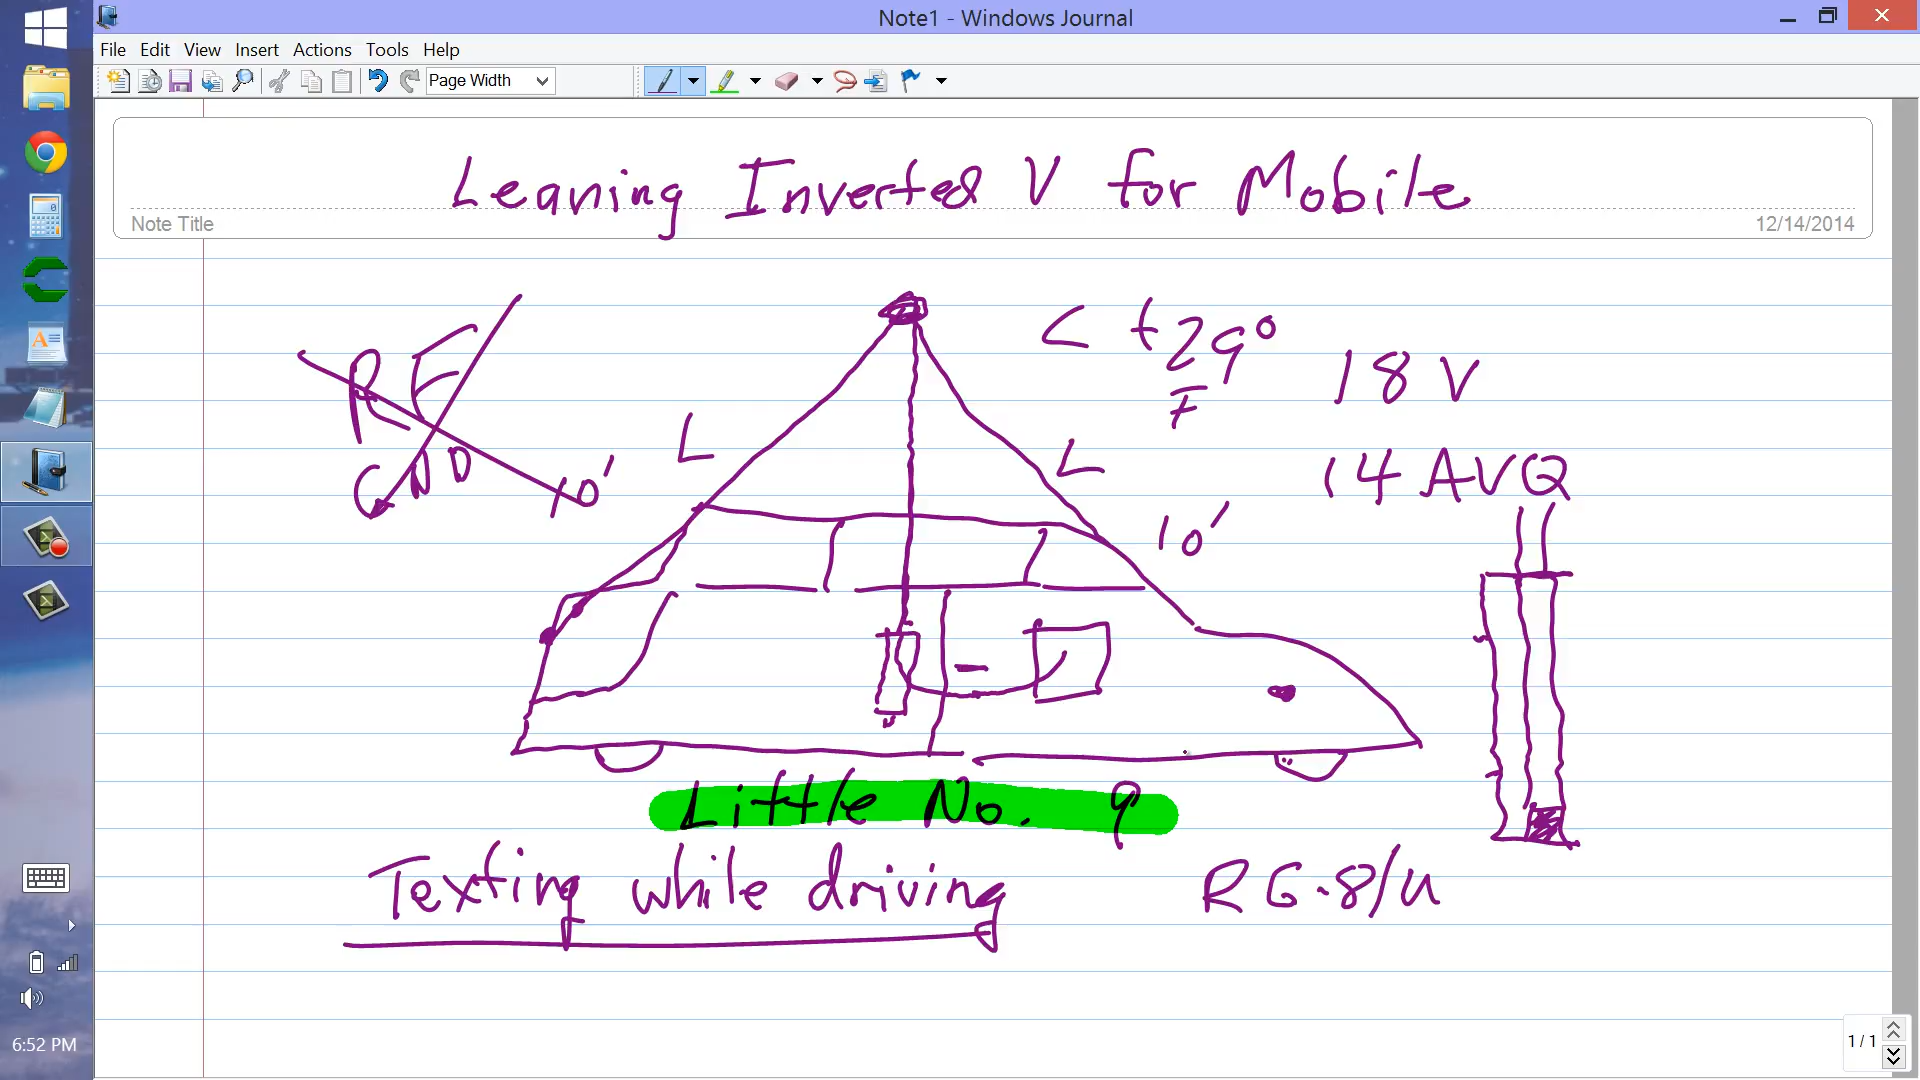 Note1 - Windows Journal
File Edit View Insert Actions Tools Help
Page Width
Leaning Inverted V for Mobile
Note Title
12/14/2014
RF
GND
10'
L
L
10'
< +29°
F
18 V
14 AVQ
Little No. 9
Texting while driving
RG-8/U
6:52 PM
1 / 1